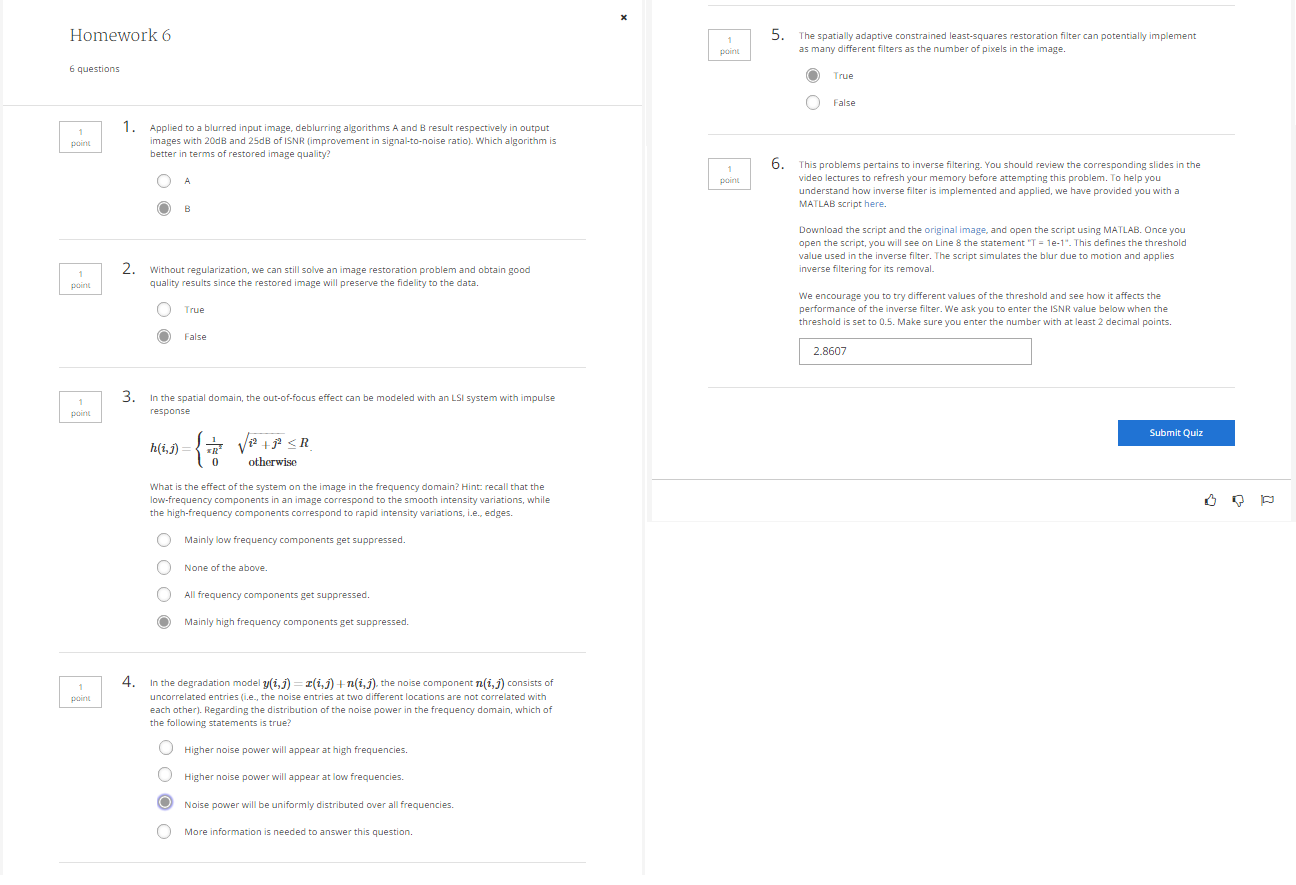 ×
Homework 6
6 questions
1
point
1.
Applied to a blurred input image, deblurring algorithms A and B result respectively in output
images with 20dB and 25dB of ISNR (improvement in signal-to-noise ratio). Which algorithm is
better in terms of restored image quality?
A
B
1
point
2.
Without regularization, we can still solve an image restoration problem and obtain good
quality results since the restored image will preserve the fidelity to the data.
True
False
1
point
3.
In the spatial domain, the out-of-focus effect can be modeled with an LSI system with impulse
response
h(i,j) = { 1/πR² √(i² + j²) ≤ R
0 otherwise .
What is the effect of the system on the image in the frequency domain? Hint: recall that the
low-frequency components in an image correspond to the smooth intensity variations, while
the high-frequency components correspond to rapid intensity variations, i.e., edges.
Mainly low frequency components get suppressed.
None of the above.
All frequency components get suppressed.
Mainly high frequency components get suppressed.
1
point
4.
In the degradation model y(i,j) = x(i,j) + n(i,j), the noise component n(i,j) consists of
uncorrelated entries (i.e., the noise entries at two different locations are not correlated with
each other). Regarding the distribution of the noise power in the frequency domain, which of
the following statements is true?
Higher noise power will appear at high frequencies.
Higher noise power will appear at low frequencies.
Noise power will be uniformly distributed over all frequencies.
More information is needed to answer this question.
1
point
5.
The spatially adaptive constrained least-squares restoration filter can potentially implement
as many different filters as the number of pixels in the image.
True
False
1
point
6.
This problems pertains to inverse filtering. You should review the corresponding slides in the
video lectures to refresh your memory before attempting this problem. To help you
understand how inverse filter is implemented and applied, we have provided you with a
MATLAB script here.
Download the script and the original image, and open the script using MATLAB. Once you
open the script, you will see on Line 8 the statement "T = 1e-1". This defines the threshold
value used in the inverse filter. The script simulates the blur due to motion and applies
inverse filtering for its removal.
We encourage you to try different values of the threshold and see how it affects the
performance of the inverse filter. We ask you to enter the ISNR value below when the
threshold is set to 0.5. Make sure you enter the number with at least 2 decimal points.
2.8607
Submit Quiz